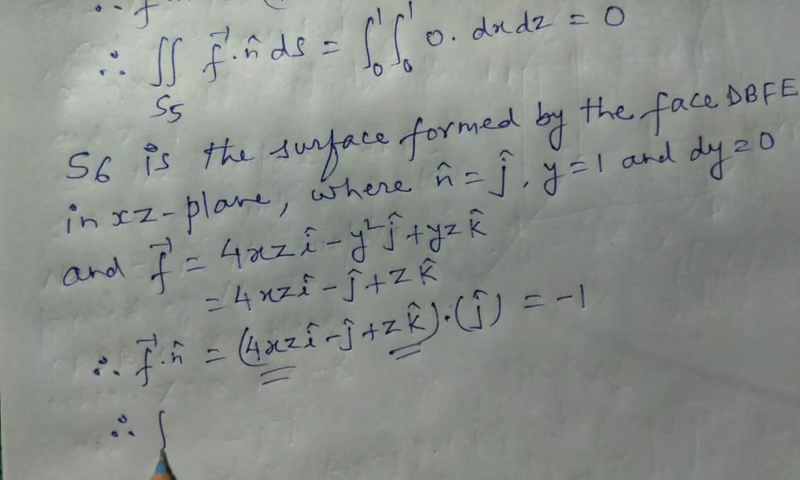 ∴ f
∴ ∬_{S5} f⃗·n̂ ds = ∫₀¹∫₀¹ 0. dxdz = 0
S6 is the surface formed by the face DBFE
in xz-plane, where n̂ = ĵ, y=1 and dy=0
and f⃗ = 4xz î - y² ĵ + yz k̂
= 4xz î - ĵ + z k̂
∴ f⃗·n̂ = (4xz î - ĵ + z k̂)·(ĵ) = -1
∴ ∫